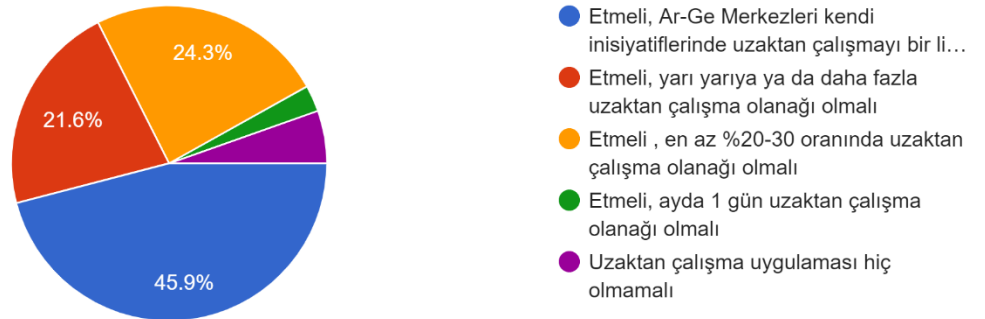 24.3%
21.6%
45.9%
Etmeli, Ar-Ge Merkezleri kendi
inisiyatiflerinde uzaktan çalışmayı bir li…
Etmeli, yarı yarıya ya da daha fazla
uzaktan çalışma olanağı olmalı
Etmeli , en az %20-30 oranında uzaktan
çalışma olanağı olmalı
Etmeli, ayda 1 gün uzaktan çalışma
olanağı olmalı
Uzaktan çalışma uygulaması hiç
olmamalı